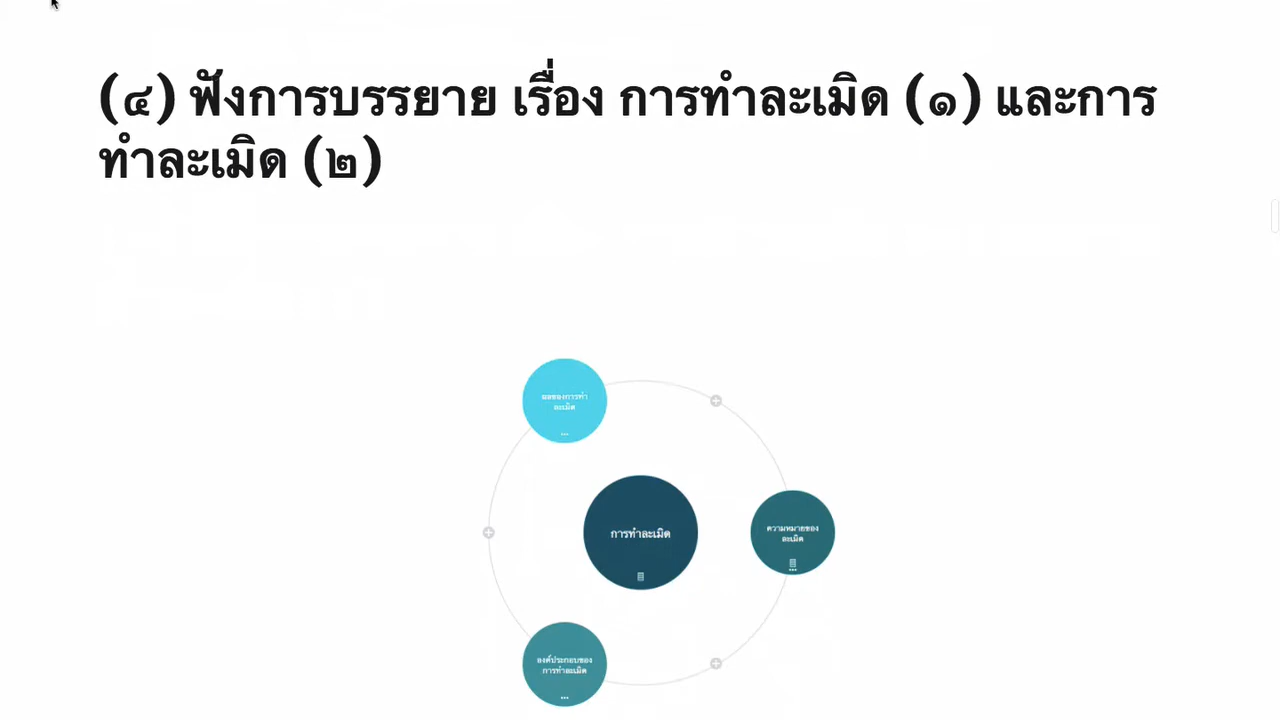 (๔) ฟังการบรรยาย เรื่อง การทำละเมิด (๑) และการ
ทำละเมิด (๒)
ผลของการทำ
ละเมิด
การทำละเมิด
ความหมายของ
ละเมิด
องค์ประกอบของ
การทำละเมิด